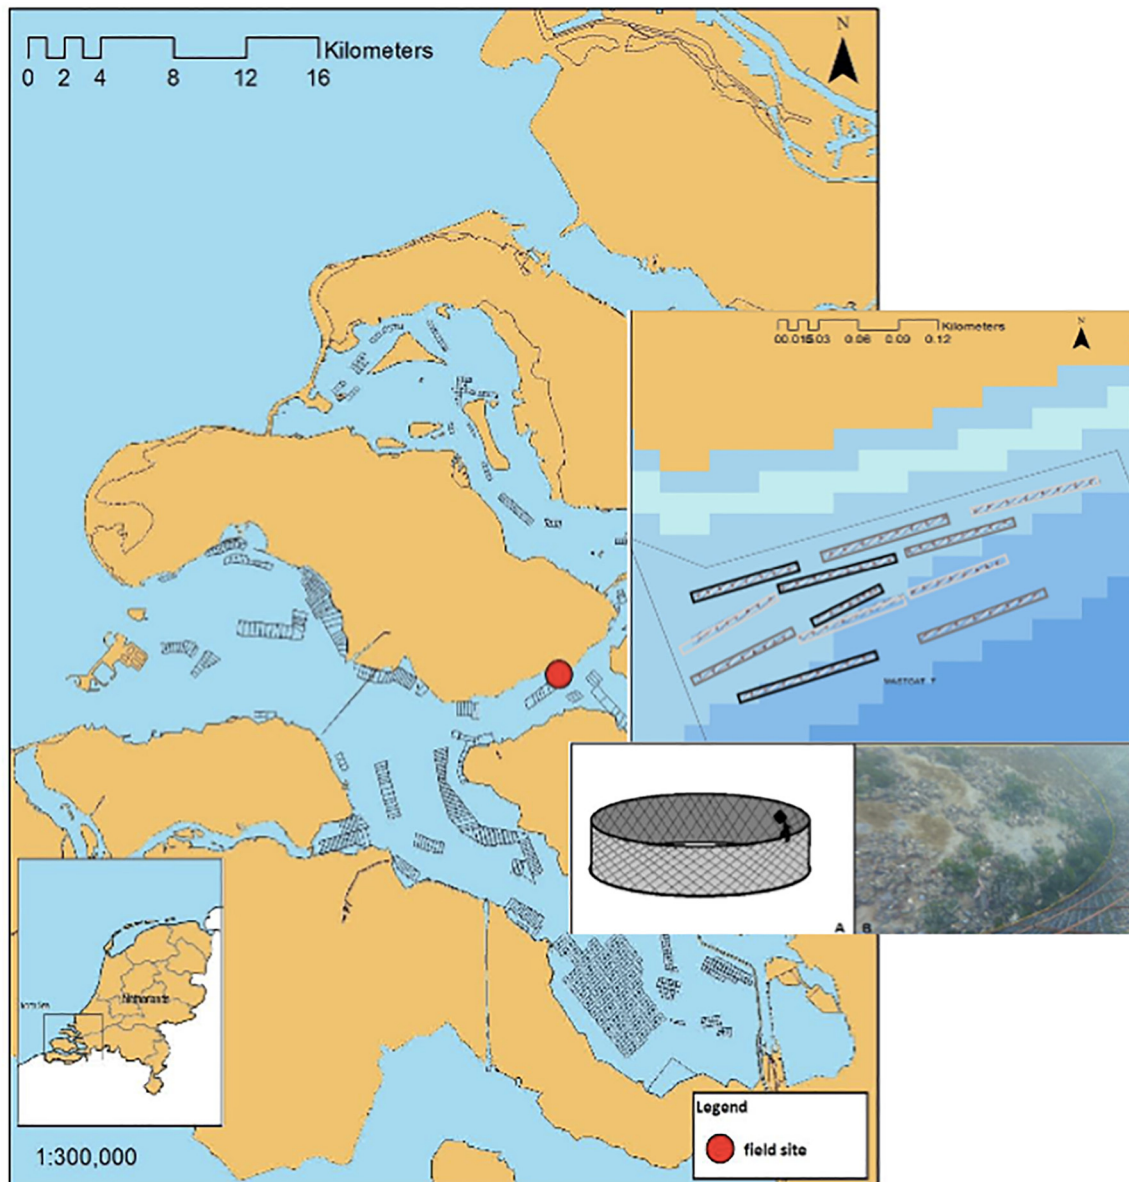 N
Kilometers
0 2 4 8 12 16
N
Kilometers
0.06 0.09 0.12
A
B
Netherlands
Legend
field site
1:300,000